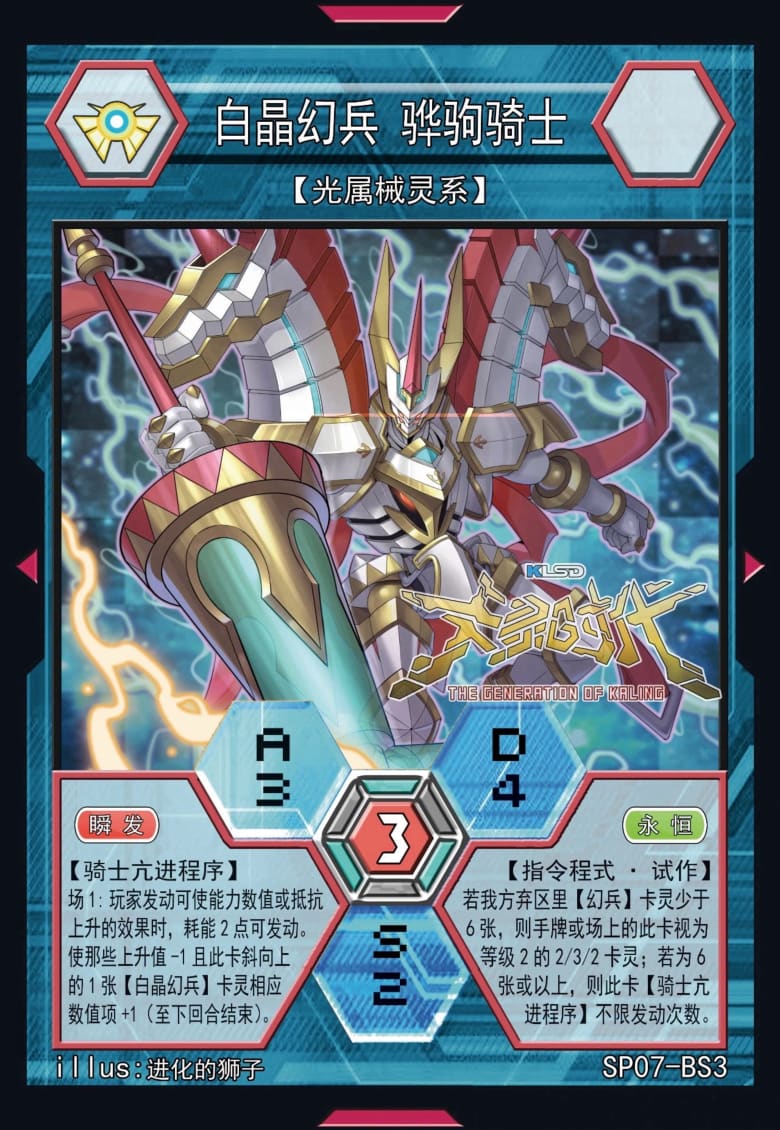 白晶幻兵 骅驹骑士
【光属械灵系】
KLSD
THE GENERATION OF KALING
A
3
D
4
3
S
2
瞬发
【骑士亢进程序】
场1:玩家发动可使能力数值或抵抗
上升的效果时，耗能2点可发动。
使那些上升值-1且此卡斜向上
的1张【白晶幻兵】卡灵相应
数值项+1（至下回合结束）。
永恒
【指令程式·试作】
若我方弃区里【幻兵】卡灵少于
6张，则手牌或场上的此卡视为
等级2的2/3/2卡灵；若为6
张或以上，则此卡【骑士亢
进程序】不限发动次数。
illus:进化的狮子
SP07-BS3